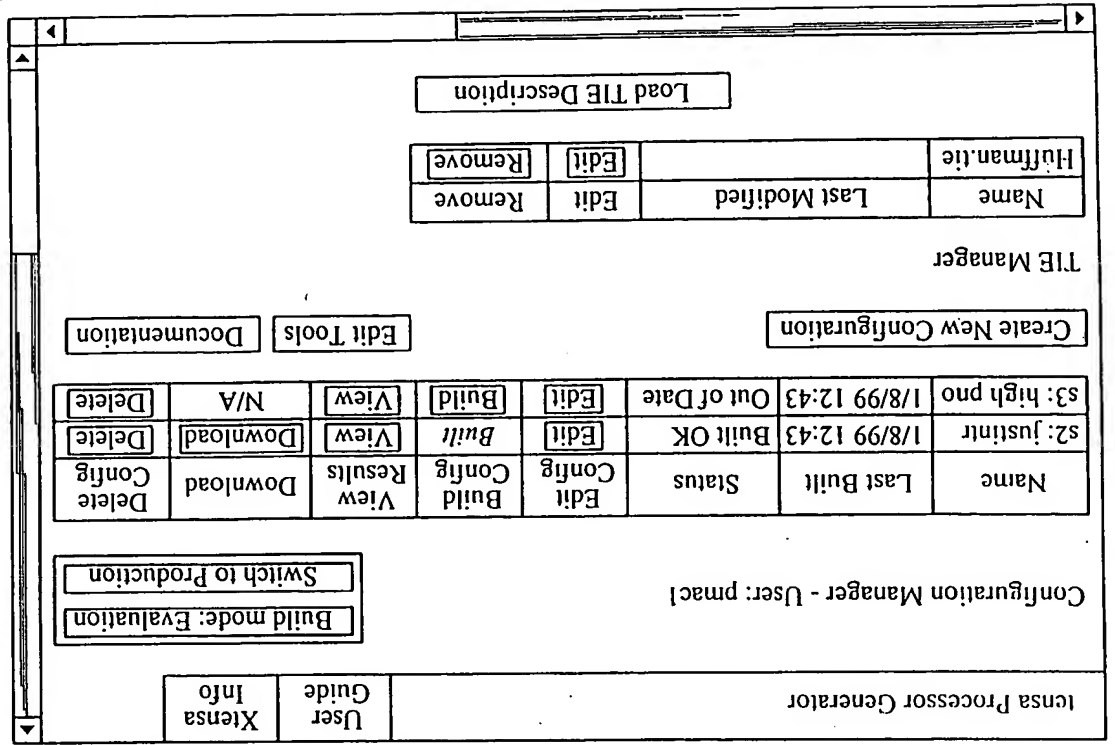 tensa Processor Generator
User Guide
Xtensa Info
Configuration Manager - User: pmac1
Build mode: Evaluation
Switch to Production
Name Last Built Status Edit Config Build Config View Results Download Delete Config
s2: justintr 1/8/99 12:43 Built OK Edit Built View Download Delete
s3: high pno 1/8/99 12:43 Out of Date Edit Build View N/A Delete
Create New Configuration Edit Tools Documentation
TIE Manager
Name Last Modified Edit Remove
Huffman.tie Edit Remove
Load TIE Description